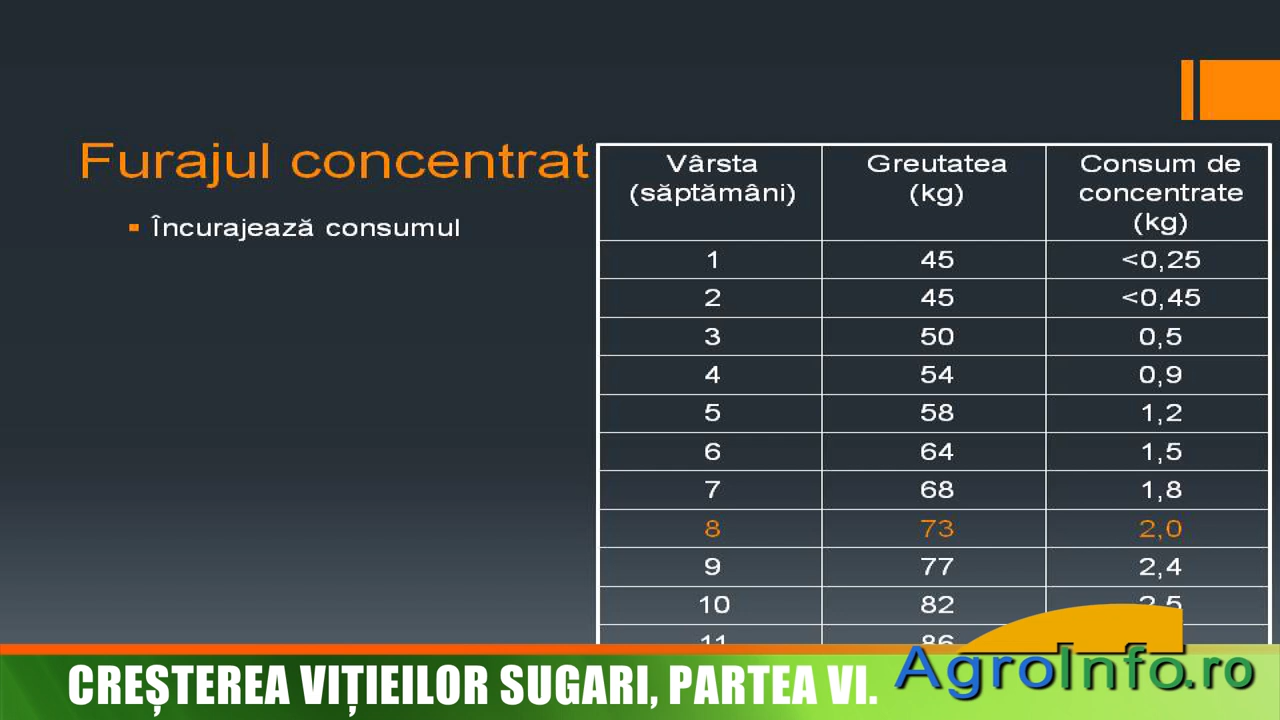 Furajul concentrat
Încurajează consumul
Vârsta (săptămâni) Greutatea (kg) Consum de concentrate (kg)
1 45 <0,25
2 45 <0,45
3 50 0,5
4 54 0,9
5 58 1,2
6 64 1,5
7 68 1,8
8 73 2,0
9 77 2,4
10 82 2,5
11 86
CREȘTEREA VIȚIEILOR SUGARI, PARTEA VI.
AgroInfo.ro